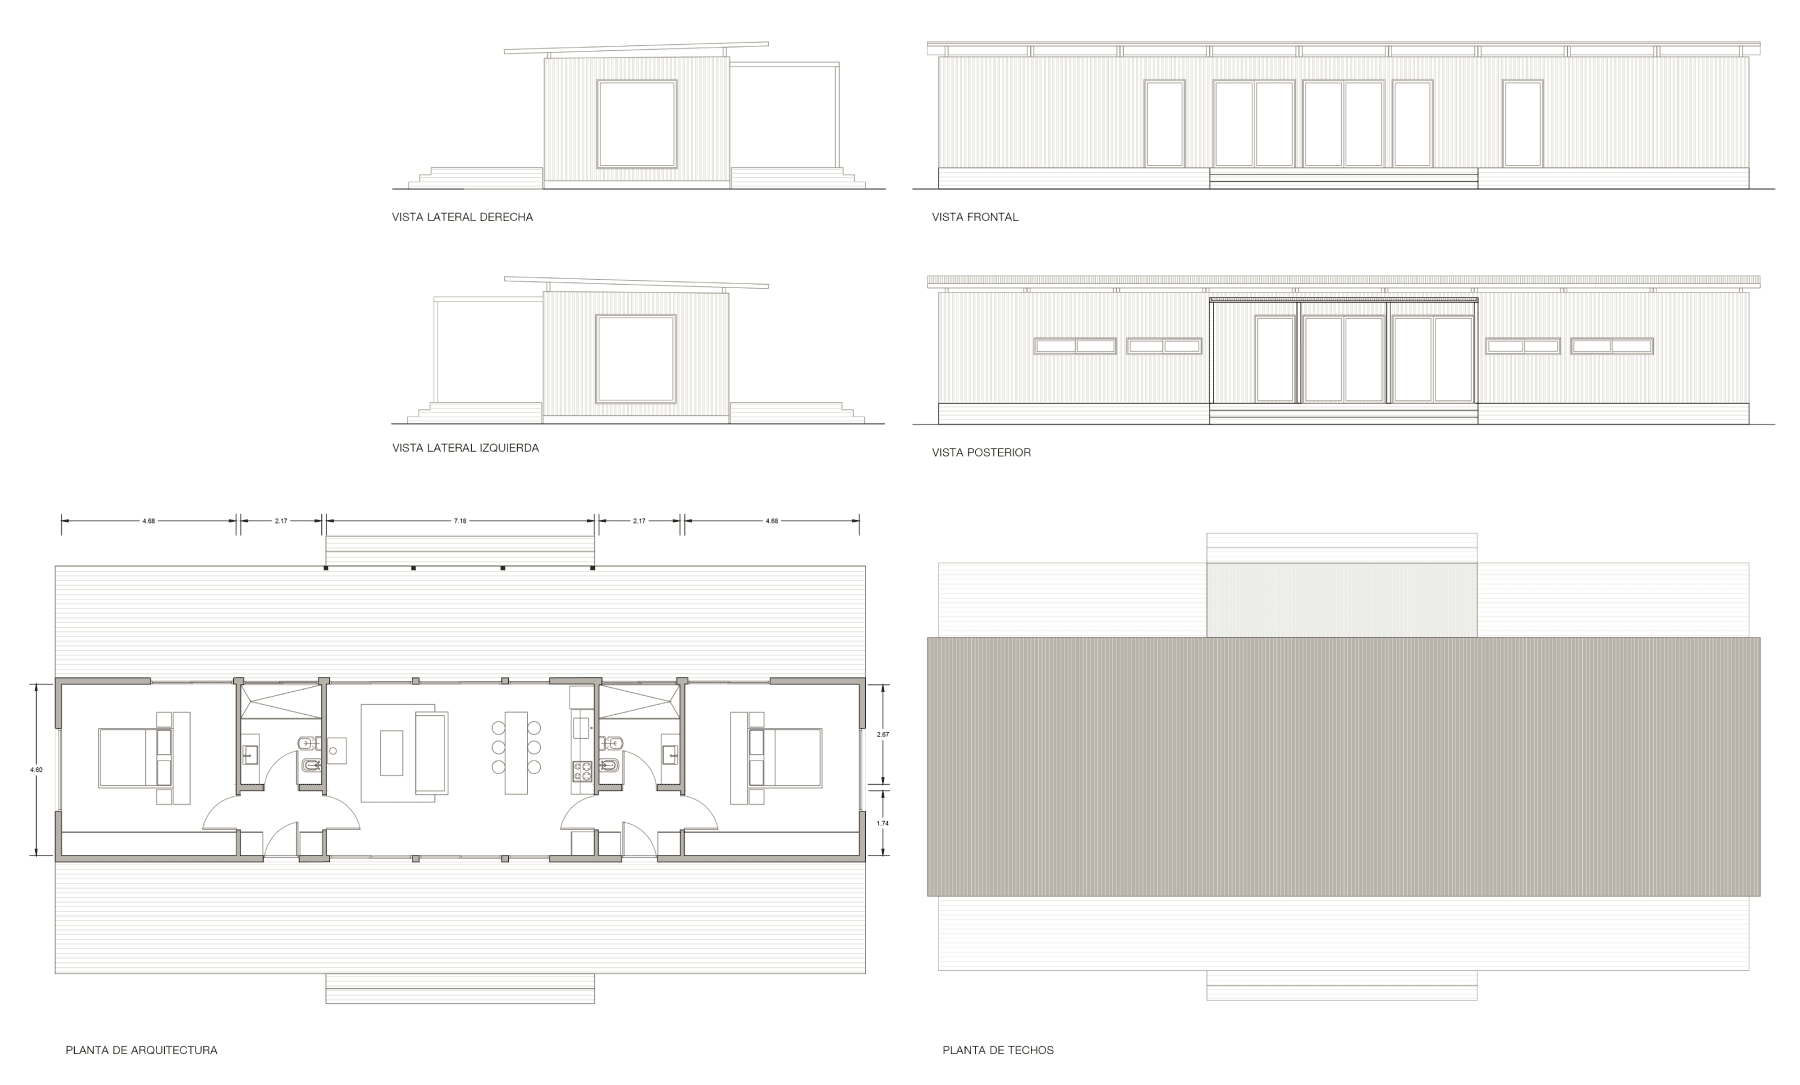 VISTA LATERAL DERECHA
VISTA FRONTAL
VISTA LATERAL IZQUIERDA
VISTA POSTERIOR
4.68 2.17 7.18 2.17 4.68
4.60
2.67
1.74
PLANTA DE ARQUITECTURA
PLANTA DE TECHOS